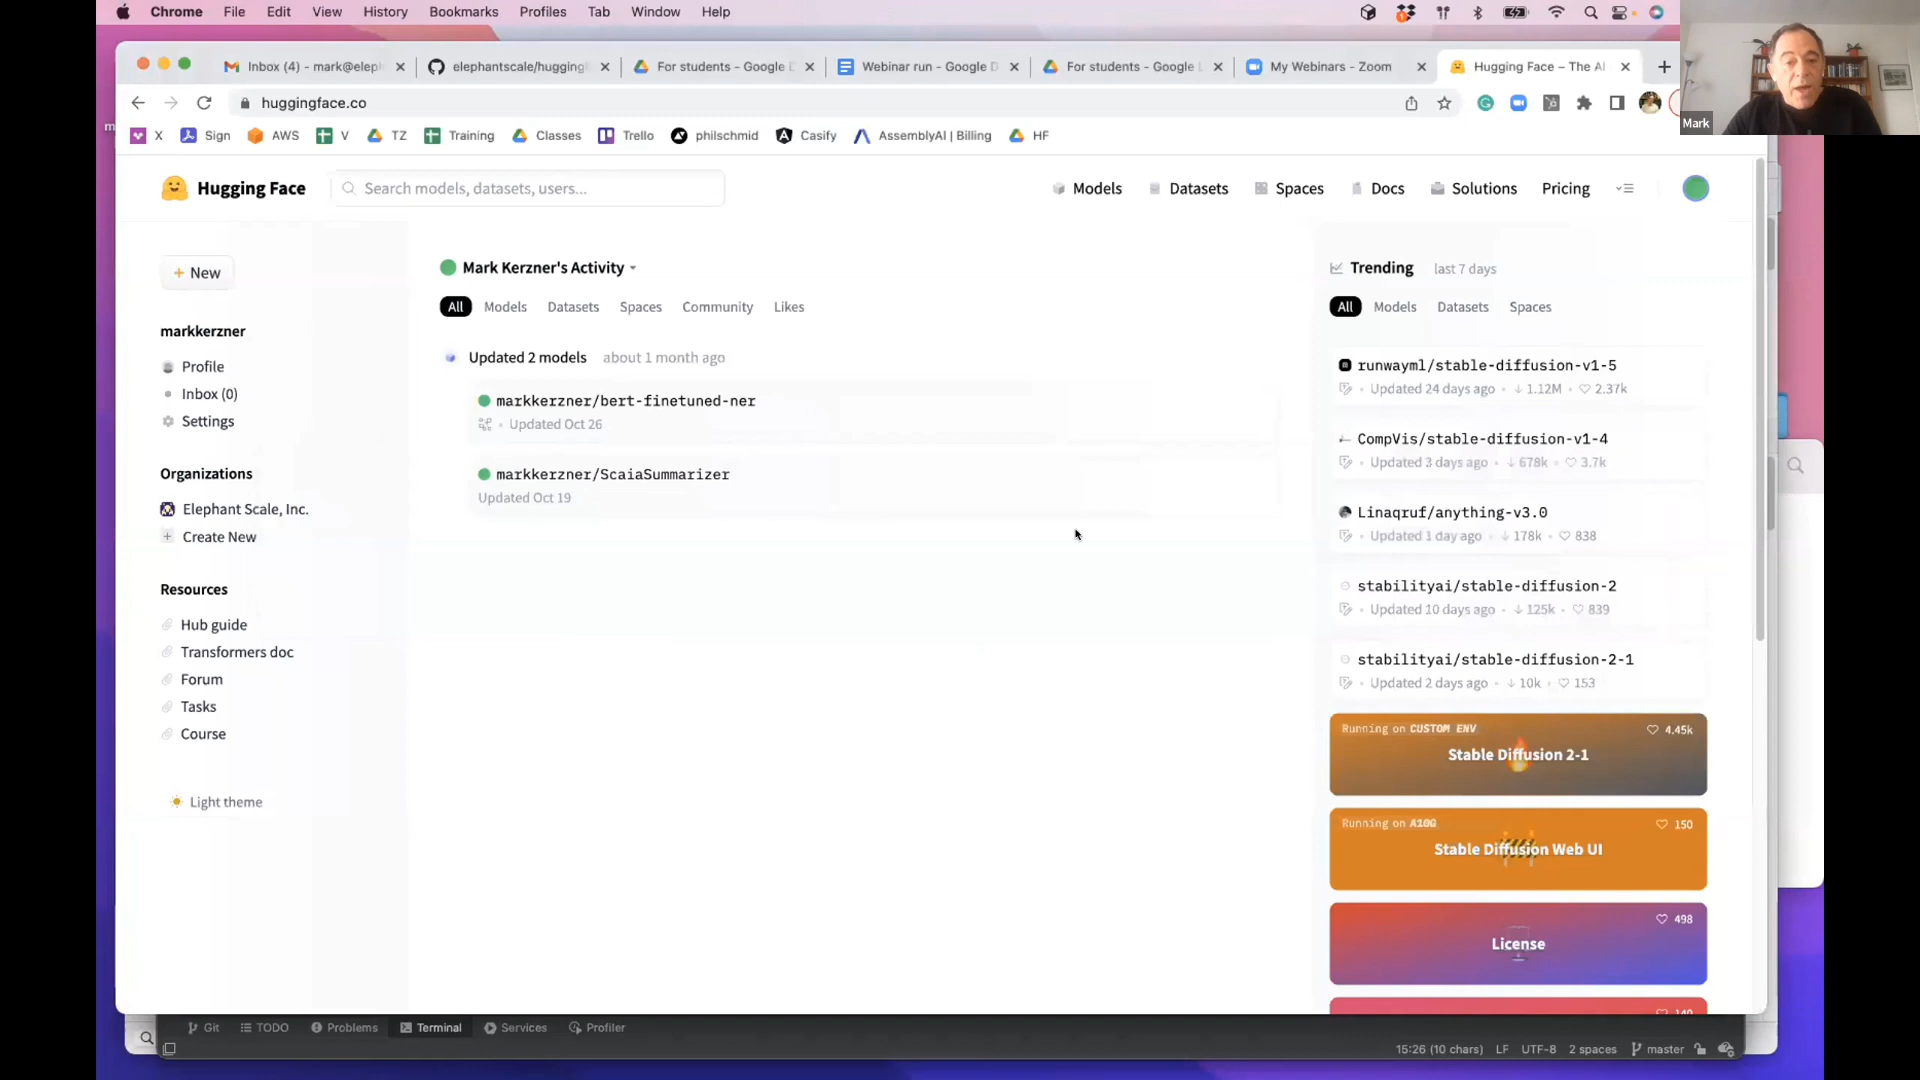 Chrome File Edit View History Bookmarks Profiles Tab Window Help
Inbox (4) - mark@elep
elephantscale/hugging
For students - Google D
Webinar run - Google D
For students - Google
My Webinars - Zoom
Hugging Face – The AI
huggingface.co
Mark
X Sign AWS V TZ Training Classes Trello philschmid Casify AssemblyAI | Billing HF
Hugging Face
Search models, datasets, users...
Models Datasets Spaces Docs Solutions Pricing
+ New
markkerzner
Profile
Inbox (0)
Settings
Organizations
Elephant Scale, Inc.
Create New
Resources
Hub guide
Transformers doc
Forum
Tasks
Course
Light theme
Mark Kerzner's Activity
All Models Datasets Spaces Community Likes
Updated 2 models about 1 month ago
markkerzner/bert-finetuned-ner
• Updated Oct 26
markkerzner/ScaiaSummarizer
Updated Oct 19
Trending last 7 days
All Models Datasets Spaces
runwayml/stable-diffusion-v1-5
• Updated 24 days ago • 1.12M • 2.37k
CompVis/stable-diffusion-v1-4
• Updated 3 days ago • 678k • 3.7k
Linaqruf/anything-v3.0
• Updated 1 day ago • 178k • 838
stabilityai/stable-diffusion-2
• Updated 10 days ago • 125k • 839
stabilityai/stable-diffusion-2-1
• Updated 2 days ago • 10k • 153
Running on CUSTOM ENV 4.45k
Stable Diffusion 2-1
Running on A10G 150
Stable Diffusion Web UI
498
License
Git TODO Problems Terminal Services Profiler
15:26 (10 chars) LF UTF-8 2 spaces master